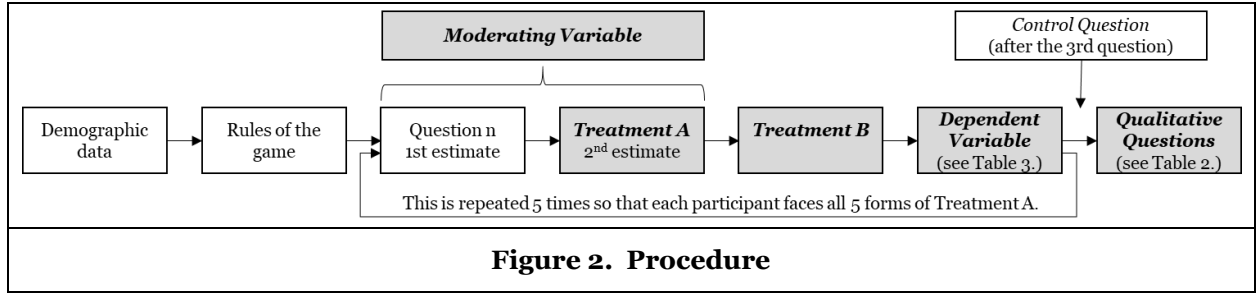 Moderating Variable
Control Question
(after the 3rd question)
Demographic
data
Rules of the
game
Question n
1st estimate
Treatment A
2nd estimate
Treatment B
Dependent
Variable
(see Table 3.)
Qualitative
Questions
(see Table 2.)
This is repeated 5 times so that each participant faces all 5 forms of Treatment A.
Figure 2. Procedure